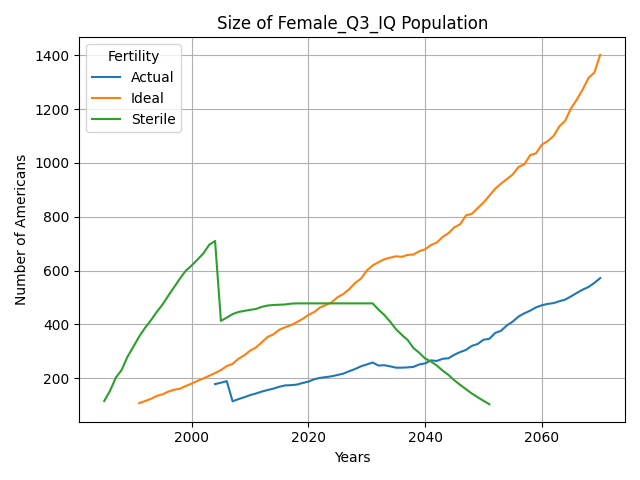 Size of Female_Q3_IQ Population
Fertility
Actual
Ideal
Sterile
Number of Americans
1400
1200
1000
800
600
400
200
2000
2020
2040
2060
Years